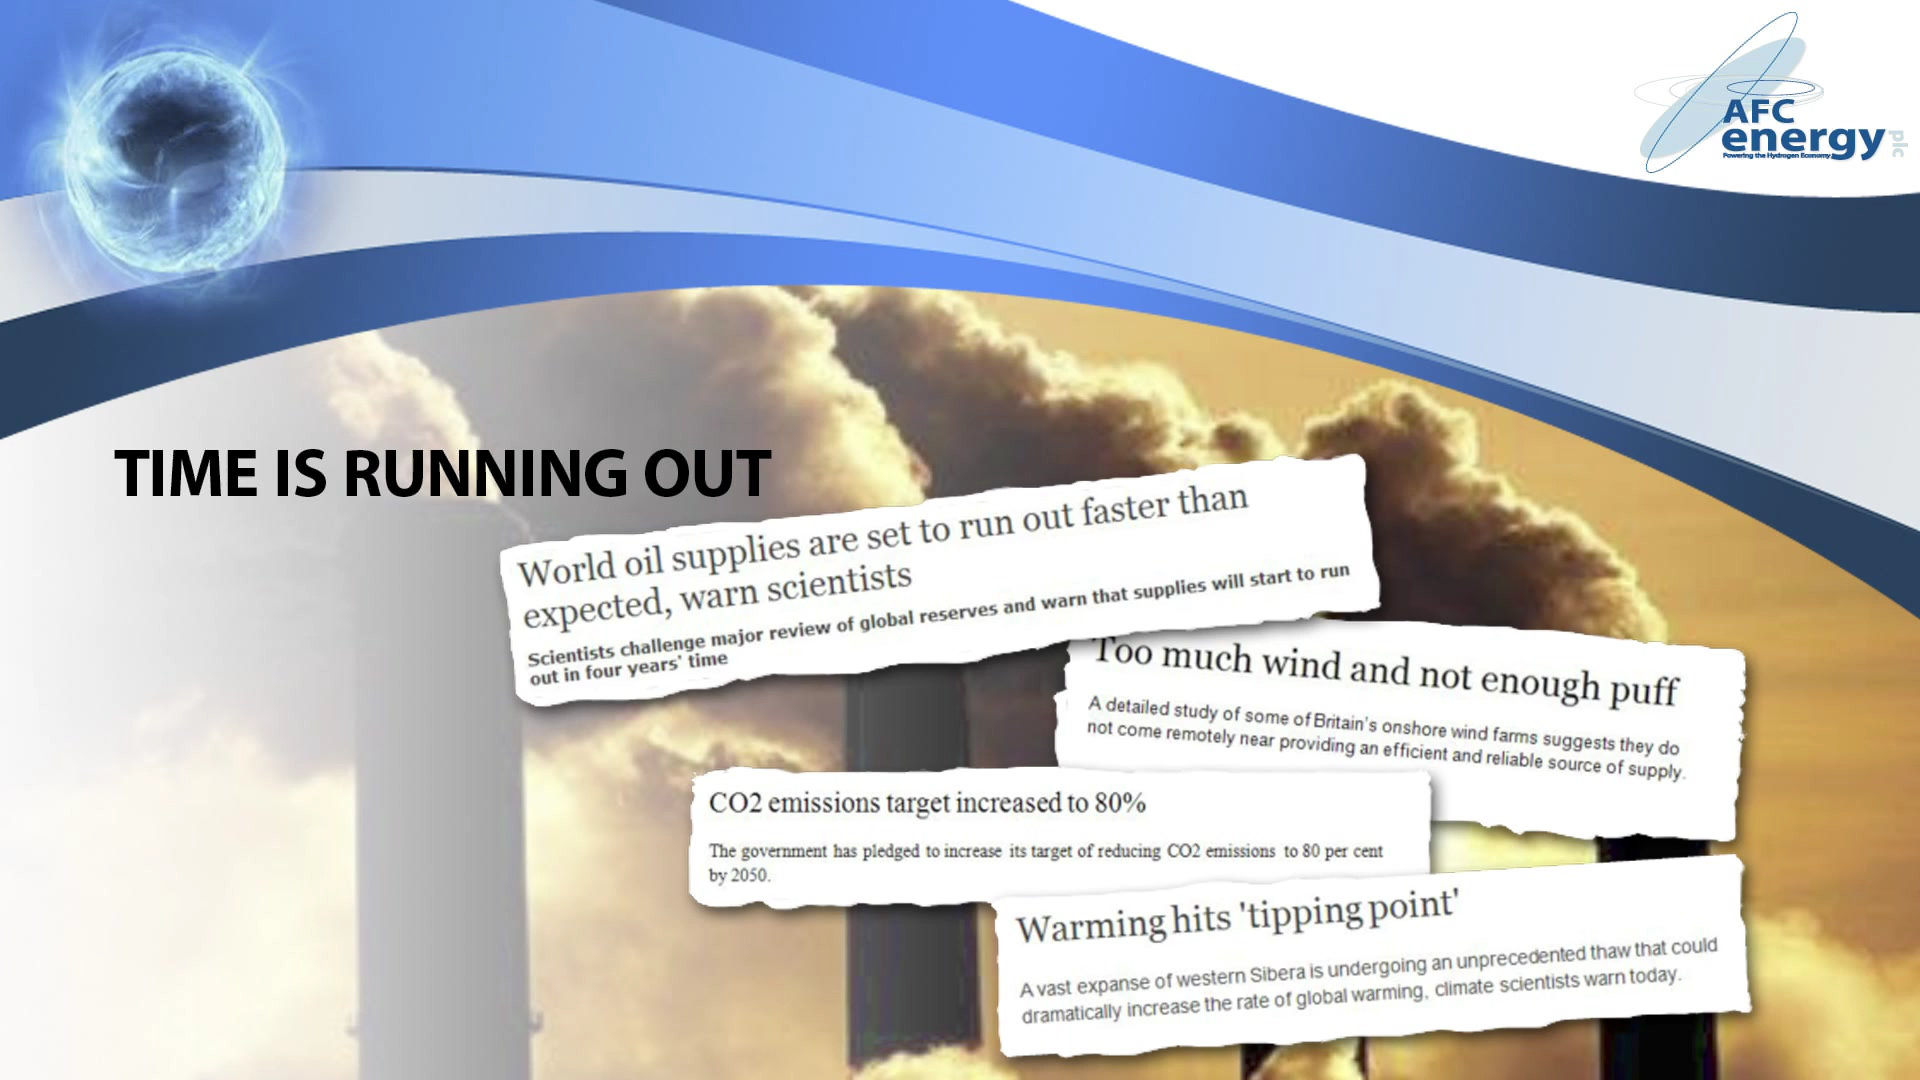 AFC
energy plc
Powering the Hydrogen Economy
TIME IS RUNNING OUT
World oil supplies are set to run out faster than
expected, warn scientists
Scientists challenge major review of global reserves and warn that supplies will start to run
out in four years' time
Too much wind and not enough puff
A detailed study of some of Britain's onshore wind farms suggests they do
not come remotely near providing an efficient and reliable source of supply.
CO2 emissions target increased to 80%
The government has pledged to increase its target of reducing CO2 emissions to 80 per cent
by 2050.
Warming hits 'tipping point'
A vast expanse of western Sibera is undergoing an unprecedented thaw that could
dramatically increase the rate of global warming, climate scientists warn today.